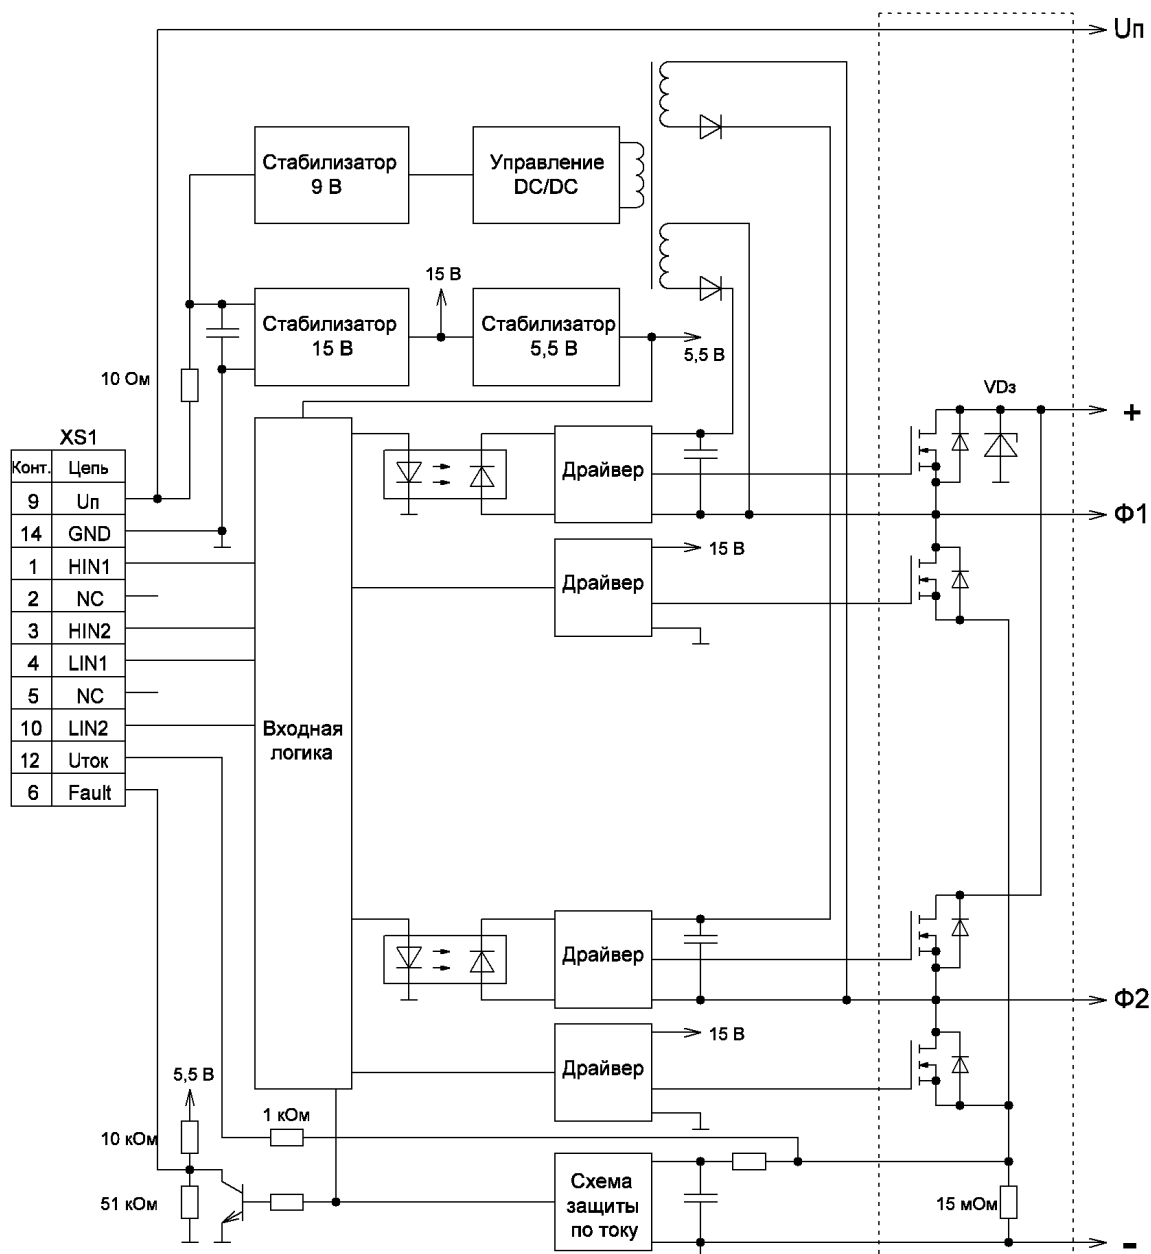 Uп
Стабилизатор
9 В
Управление
DC/DC
15 В
Стабилизатор
15 В
Стабилизатор
5,5 В
5,5 В
10 Ом
VDз
+
XS1
Конт. Цепь
9 Uп
14 GND
1 HIN1
2 NC
3 HIN2
4 LIN1
5 NC
10 LIN2
12 Uток
6 Fault
Драйвер
Ф1
15 В
Драйвер
Входная
логика
Драйвер
Ф2
15 В
Драйвер
5,5 В
1 кОм
10 кОм
51 кОм
Схема
защиты
по току
15 мОм
-